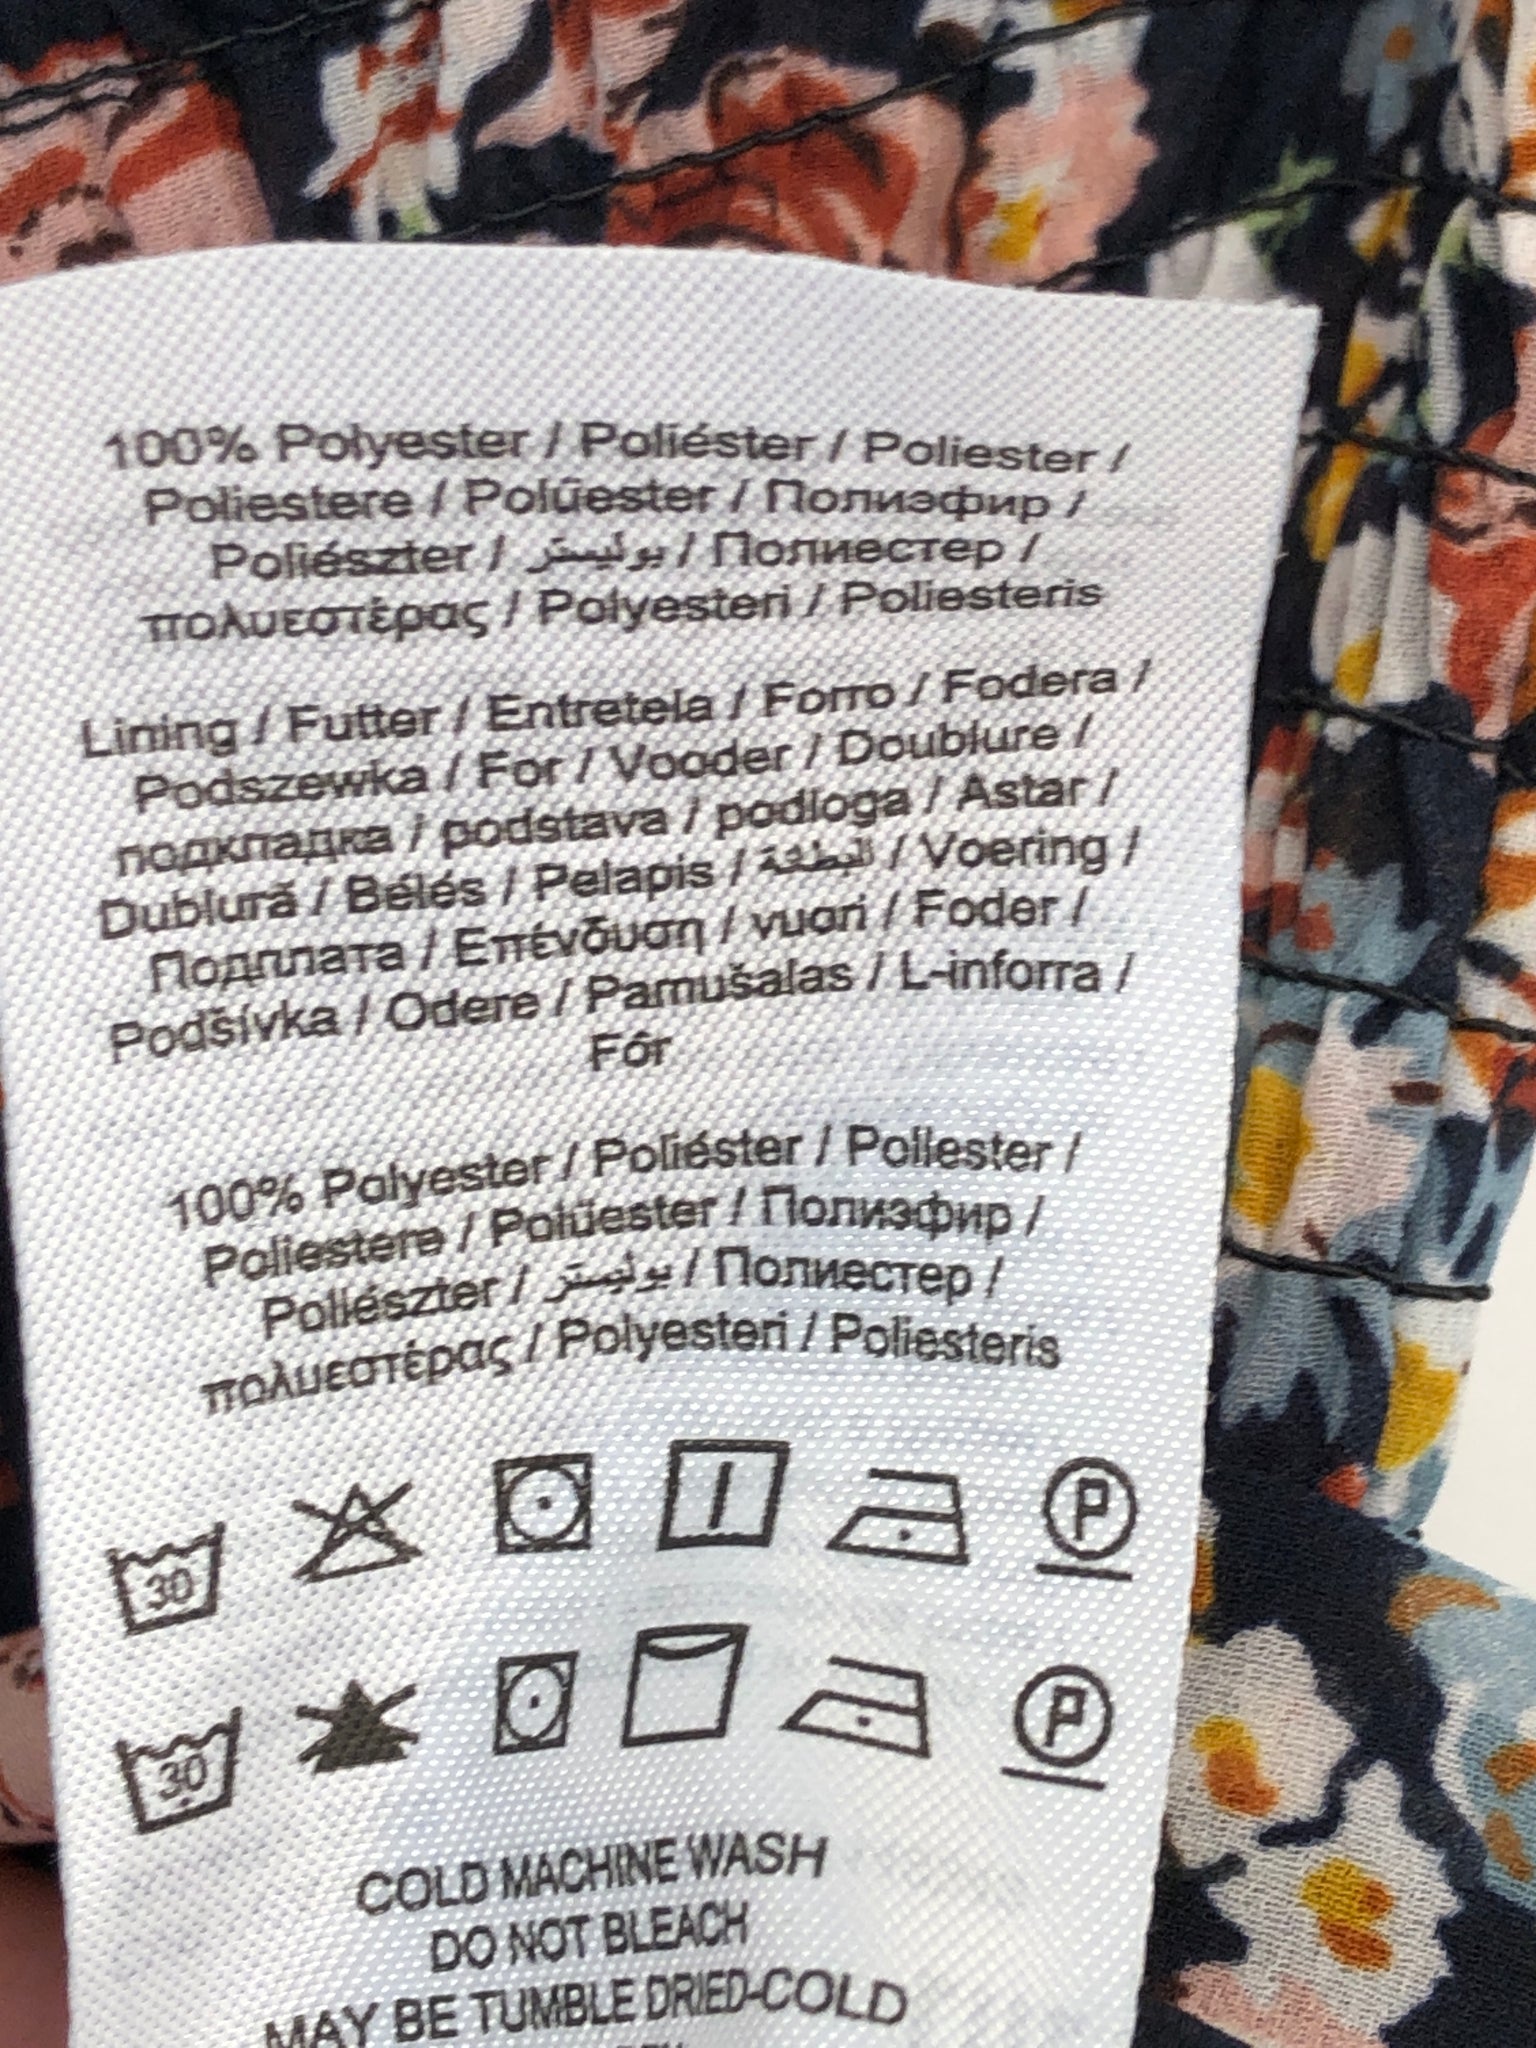 100% Polyester / Poliéster / Poliester /
Poliestere / Polüester / Полиэфир /
Poliészter / بوليستر / Полиестер /
πολυεστέρας / Polyesteri / Poliesteris
Lining / Futter / Entretela / Forro / Fodera /
Podszewka / For / Vooder / Doublure /
подкладка / podstava / podloga / Astar /
Dublură / Bélés / Pelapis / للبطانة / Voering /
Подплата / Επένδυση / vuori / Foder /
Podšívka / Odere / Pamušalas / L-inforra /
Fôr
100% Polyester / Poliéster / Poliester /
Poliestere / Polüester / Полиэфир /
Poliészter / بوليستر / Полиестер /
πολυεστέρας / Polyesteri / Poliesteris
30 P
30 P
COLD MACHINE WASH
DO NOT BLEACH
MAY BE TUMBLE DRIED-COLD